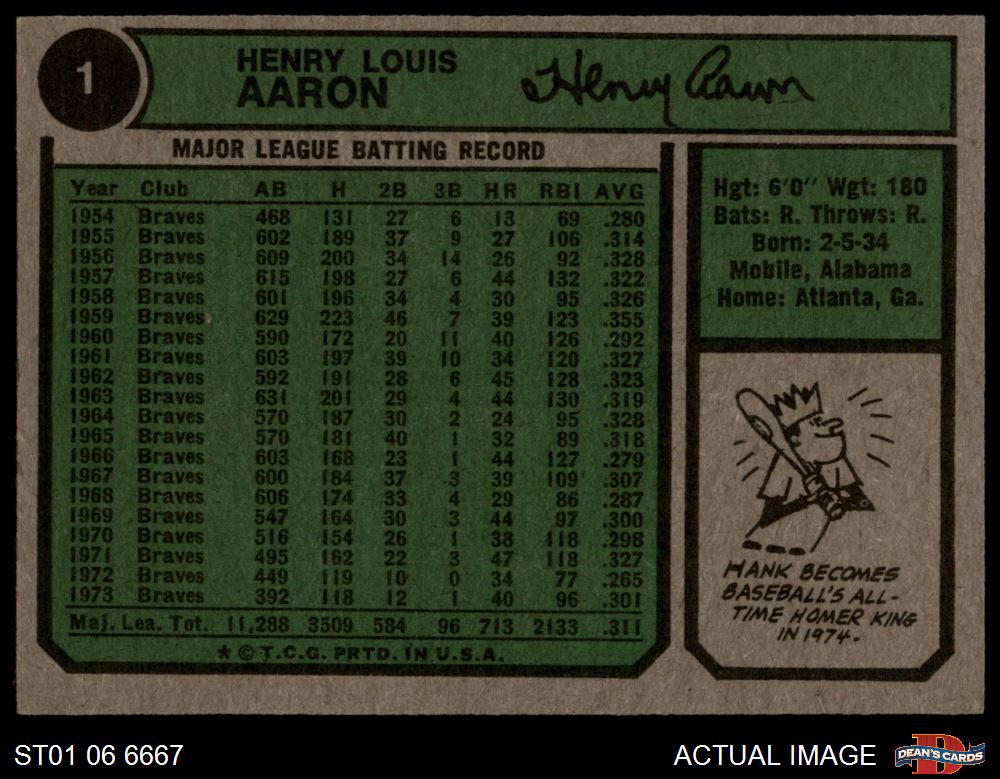 1
HENRY LOUIS
AARON
Henry Aaron
MAJOR LEAGUE BATTING RECORD
Year Club AB H 2B 3B HR RBI AVG
1954 Braves 468 131 27 6 13 69 .280
1955 Braves 602 189 37 9 27 106 .314
1956 Braves 609 200 34 14 26 92 .328
1957 Braves 615 198 27 6 44 132 .322
1958 Braves 601 196 34 4 30 95 .326
1959 Braves 629 223 46 7 39 123 .355
1960 Braves 590 172 20 11 40 126 .292
1961 Braves 603 197 39 10 34 120 .327
1962 Braves 592 191 28 6 45 128 .323
1963 Braves 631 201 29 4 44 130 .319
1964 Braves 570 187 30 2 24 95 .328
1965 Braves 570 181 40 1 32 89 .318
1966 Braves 603 168 23 1 44 127 .279
1967 Braves 600 184 37 3 39 109 .307
1968 Braves 606 174 33 4 29 86 .287
1969 Braves 547 164 30 3 44 97 .300
1970 Braves 516 154 26 1 38 118 .298
1971 Braves 495 162 22 3 47 118 .327
1972 Braves 449 119 10 0 34 77 .265
1973 Braves 392 118 12 1 40 96 .301
Maj. Lea. Tot. 11,288 3509 584 96 713 2133 .311
* © T.C.G. PRTD. IN U.S.A.
Hgt: 6'0" Wgt: 180
Bats: R. Throws: R.
Born: 2-5-34
Mobile, Alabama
Home: Atlanta, Ga.
HANK BECOMES
BASEBALL'S ALL-
TIME HOMER KING
IN 1974.
ST01 06 6667
ACTUAL IMAGE
D
DEAN'S CARDS